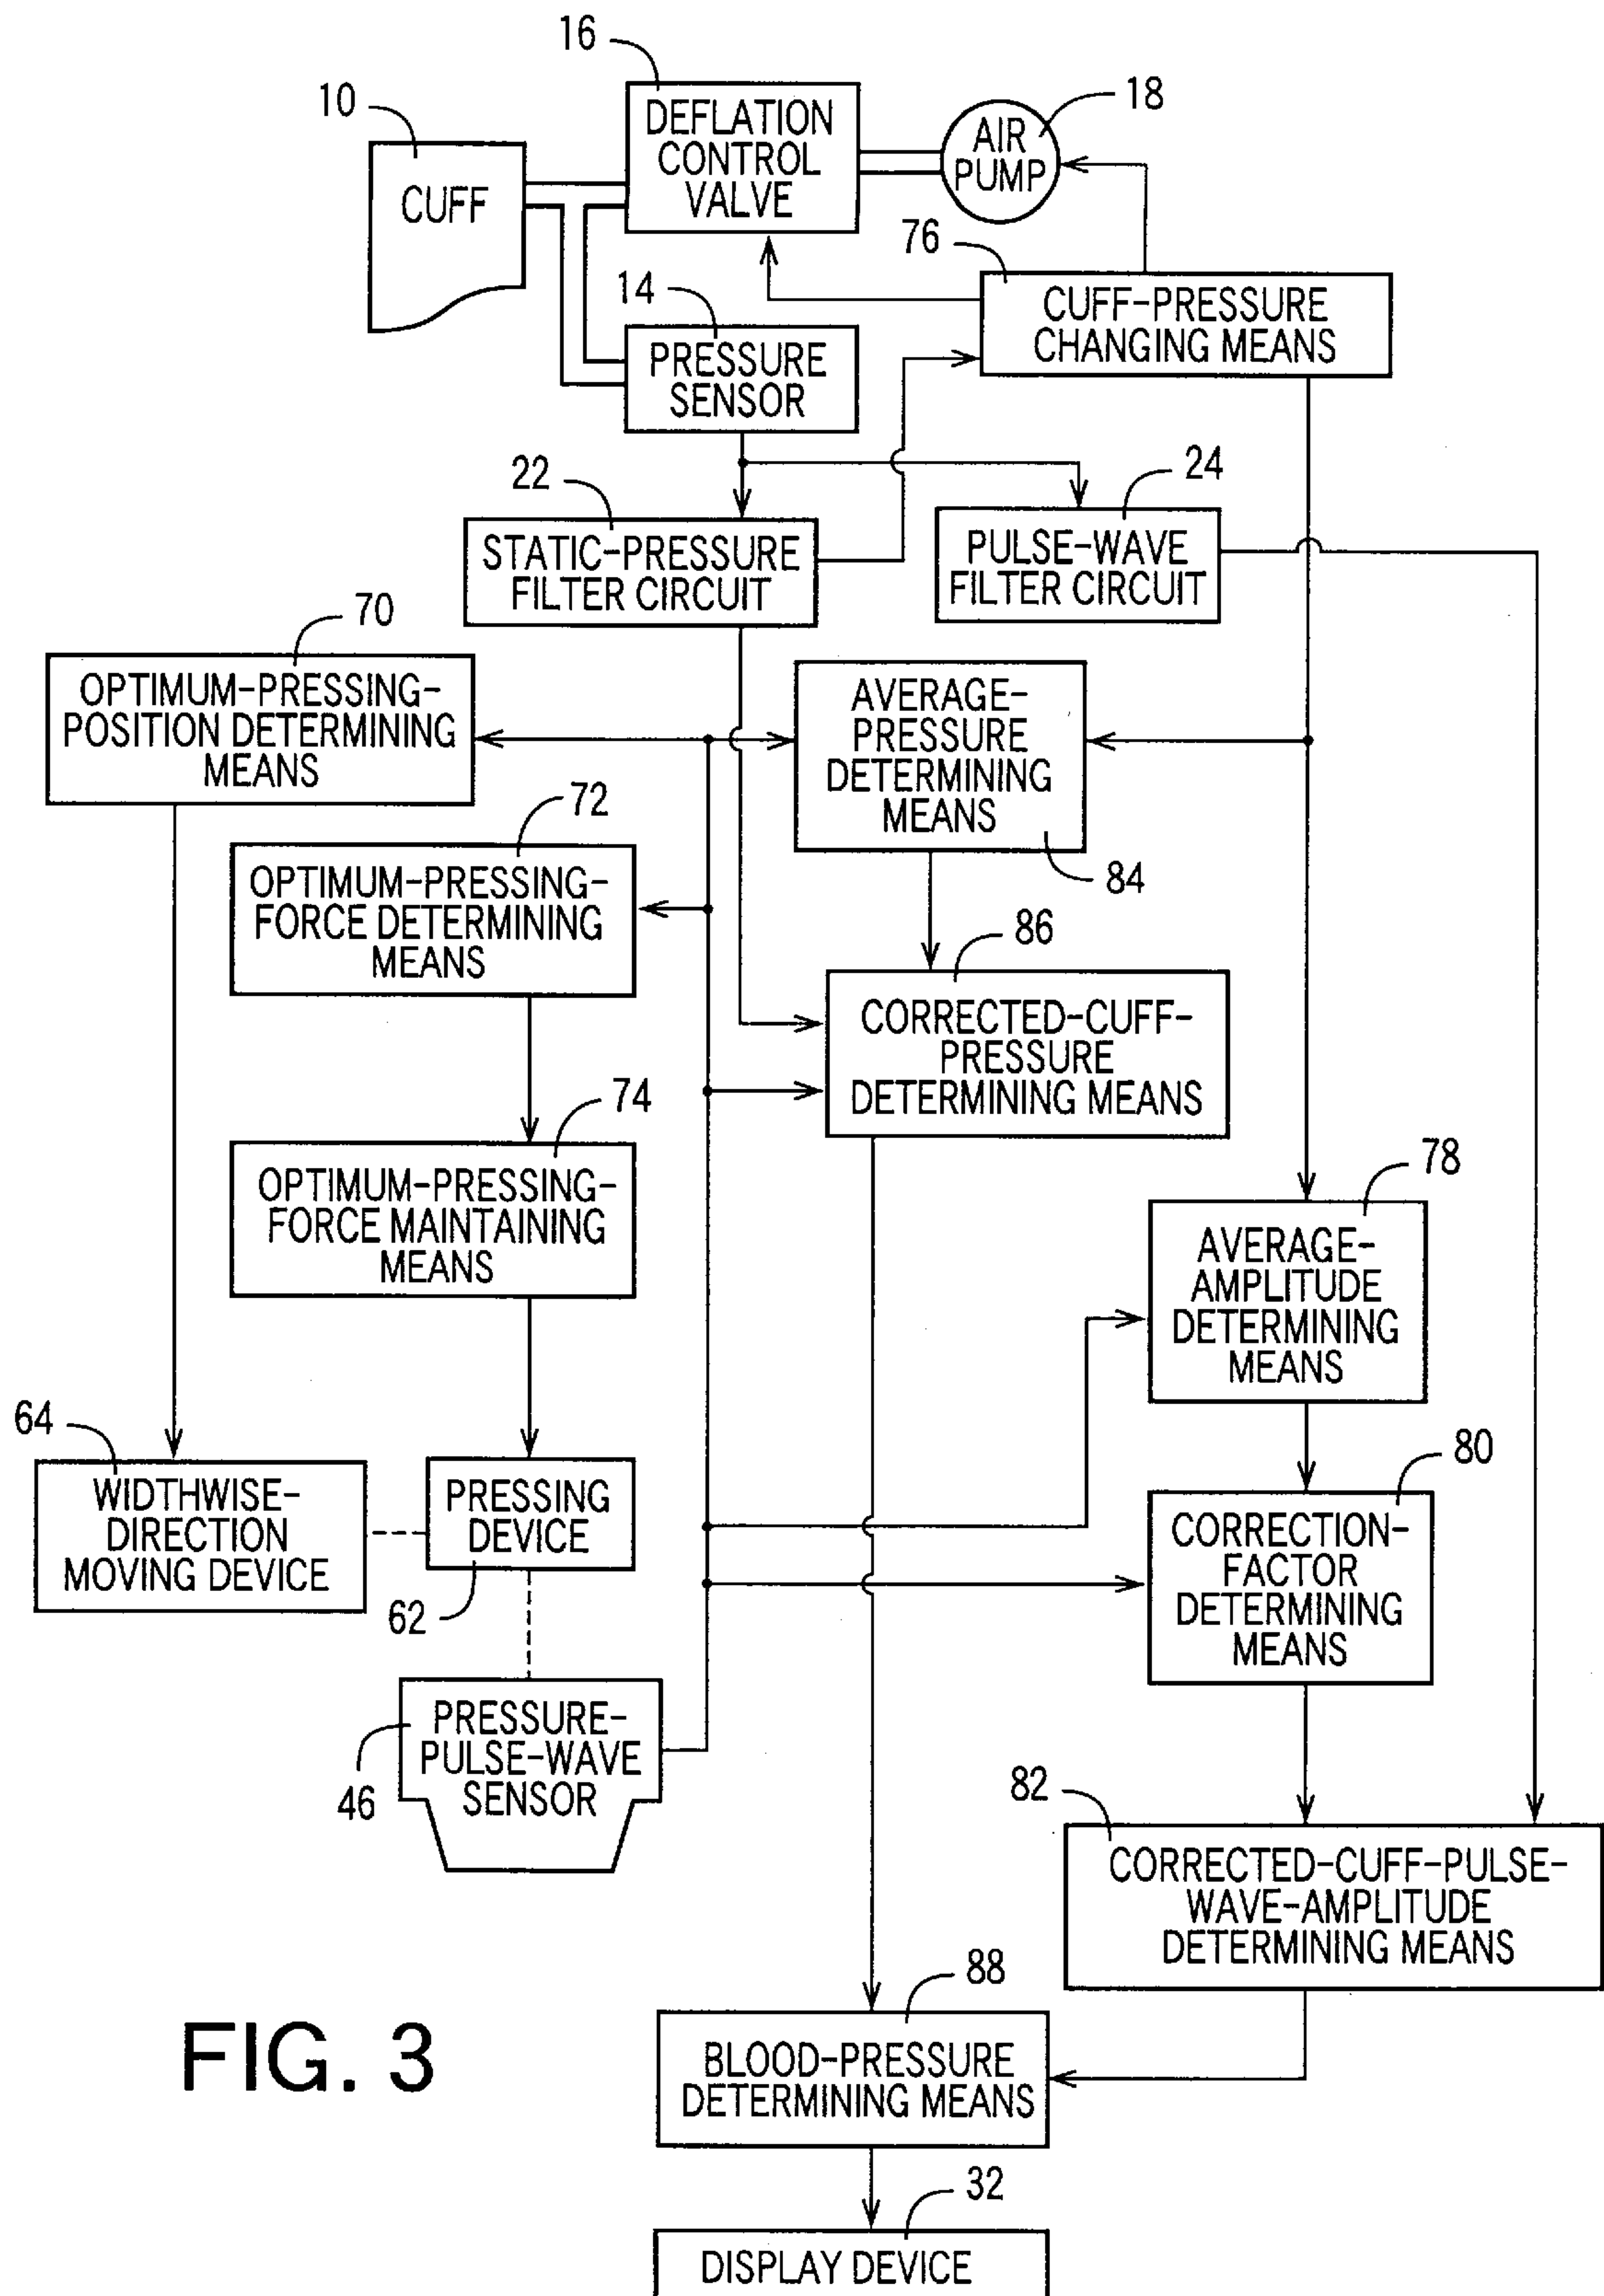 16
10
DEFLATION
CONTROL
VALVE
AIR
PUMP
18
CUFF
76
14
CUFF-PRESSURE
CHANGING MEANS
PRESSURE
SENSOR
22
24
STATIC-PRESSURE
FILTER CIRCUIT
PULSE-WAVE
FILTER CIRCUIT
70
OPTIMUM-PRESSING-
POSITION DETERMINING
MEANS
AVERAGE-
PRESSURE
DETERMINING
MEANS
84
72
OPTIMUM-PRESSING-
FORCE DETERMINING
MEANS
86
CORRECTED-CUFF-
PRESSURE
DETERMINING MEANS
74
OPTIMUM-PRESSING-
FORCE MAINTAINING
MEANS
78
AVERAGE-
AMPLITUDE
DETERMINING
MEANS
64
WIDTHWISE-
DIRECTION
MOVING DEVICE
PRESSING
DEVICE
62
80
CORRECTION-
FACTOR
DETERMINING
MEANS
PRESSURE-
PULSE-WAVE
SENSOR
46
82
CORRECTED-CUFF-PULSE-
WAVE-AMPLITUDE
DETERMINING MEANS
88
BLOOD-PRESSURE
DETERMINING MEANS
FIG. 3
32
DISPLAY DEVICE